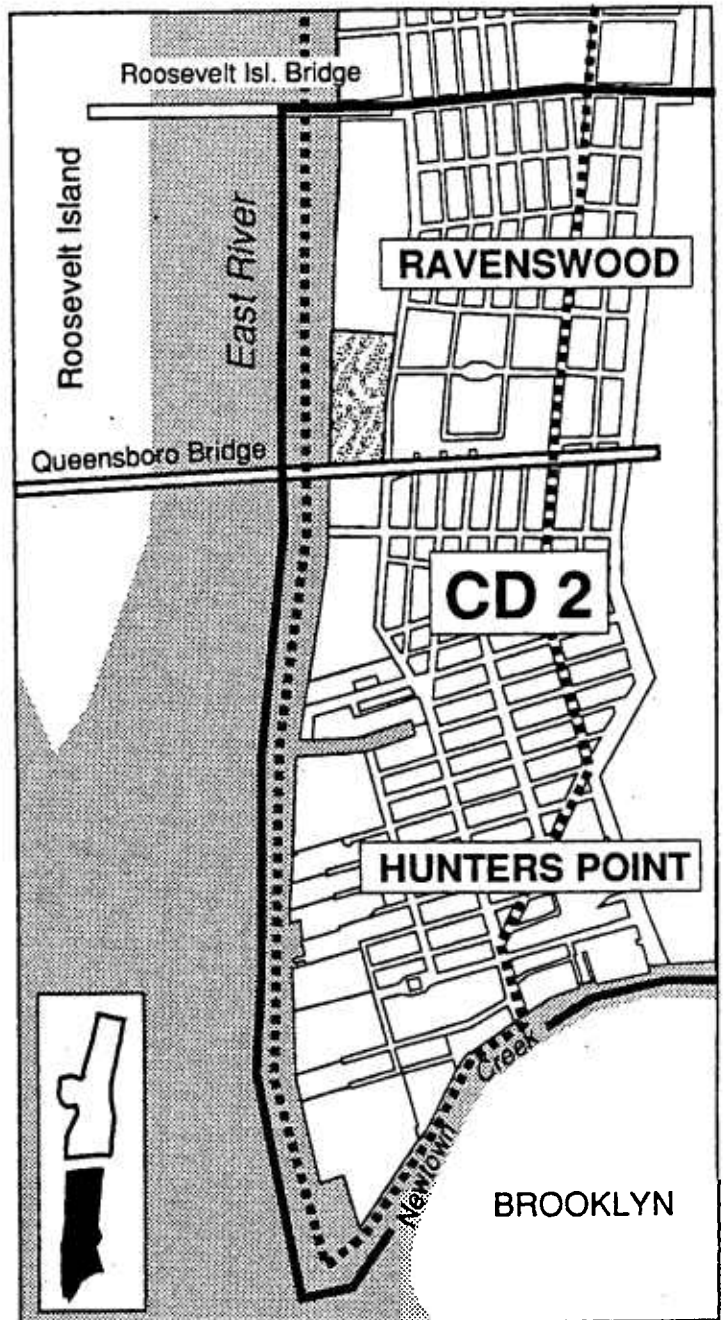 Roosevelt Isl. Bridge
Roosevelt Island
East River
RAVENSWOOD
Queensboro Bridge
CD 2
HUNTERS POINT
Newtown Creek
BROOKLYN